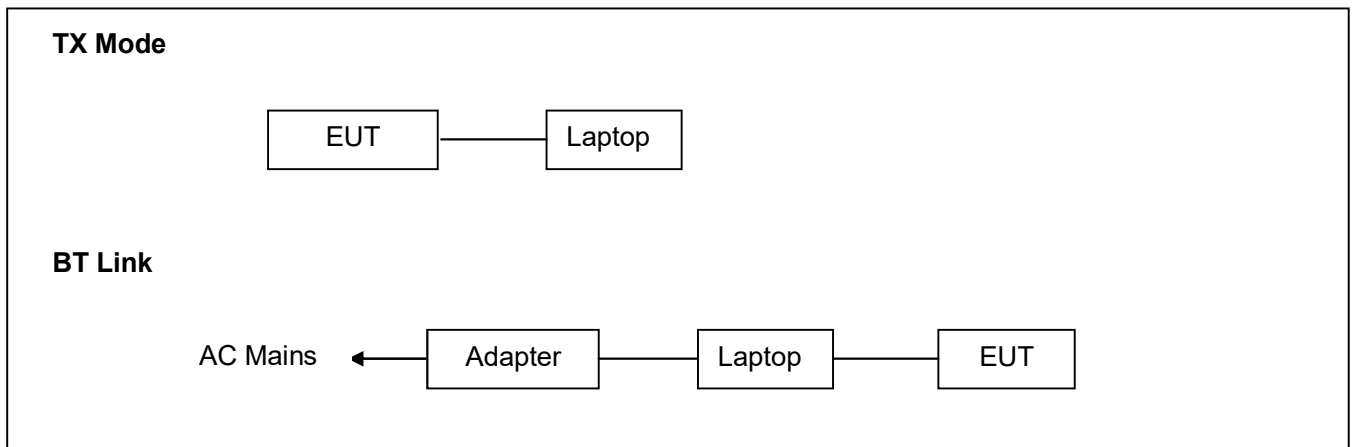 TX Mode
EUT Laptop
BT Link
AC Mains Adapter Laptop EUT